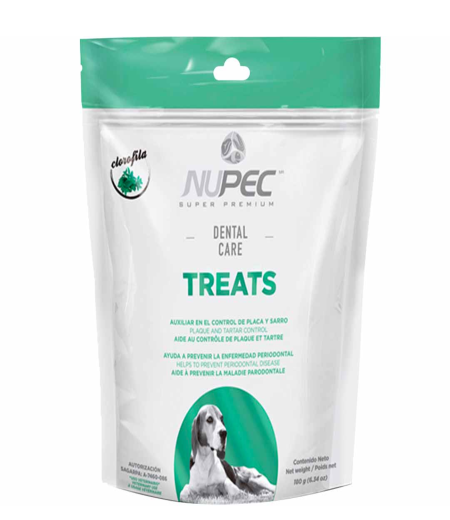 clorofila
NUPEC
SUPER PREMIUM
DENTAL
CARE
TREATS
AUXILIAR EN EL CONTROL DE PLACA Y SARRO
PLAQUE AND TARTAR CONTROL
AIDE AU CONTRÔLE DE PLAQUE ET TARTRE
AYUDA A PREVENIR LA ENFERMEDAD PERIODONTAL
HELPS TO PREVENT PERIODONTAL DISEASE
AIDE À PRÉVENIR LA MALADIE PARODONTALE
Contenido Neto
Net weight / Poids net
180 g (6.34 oz)
AUTORIZACIÓN